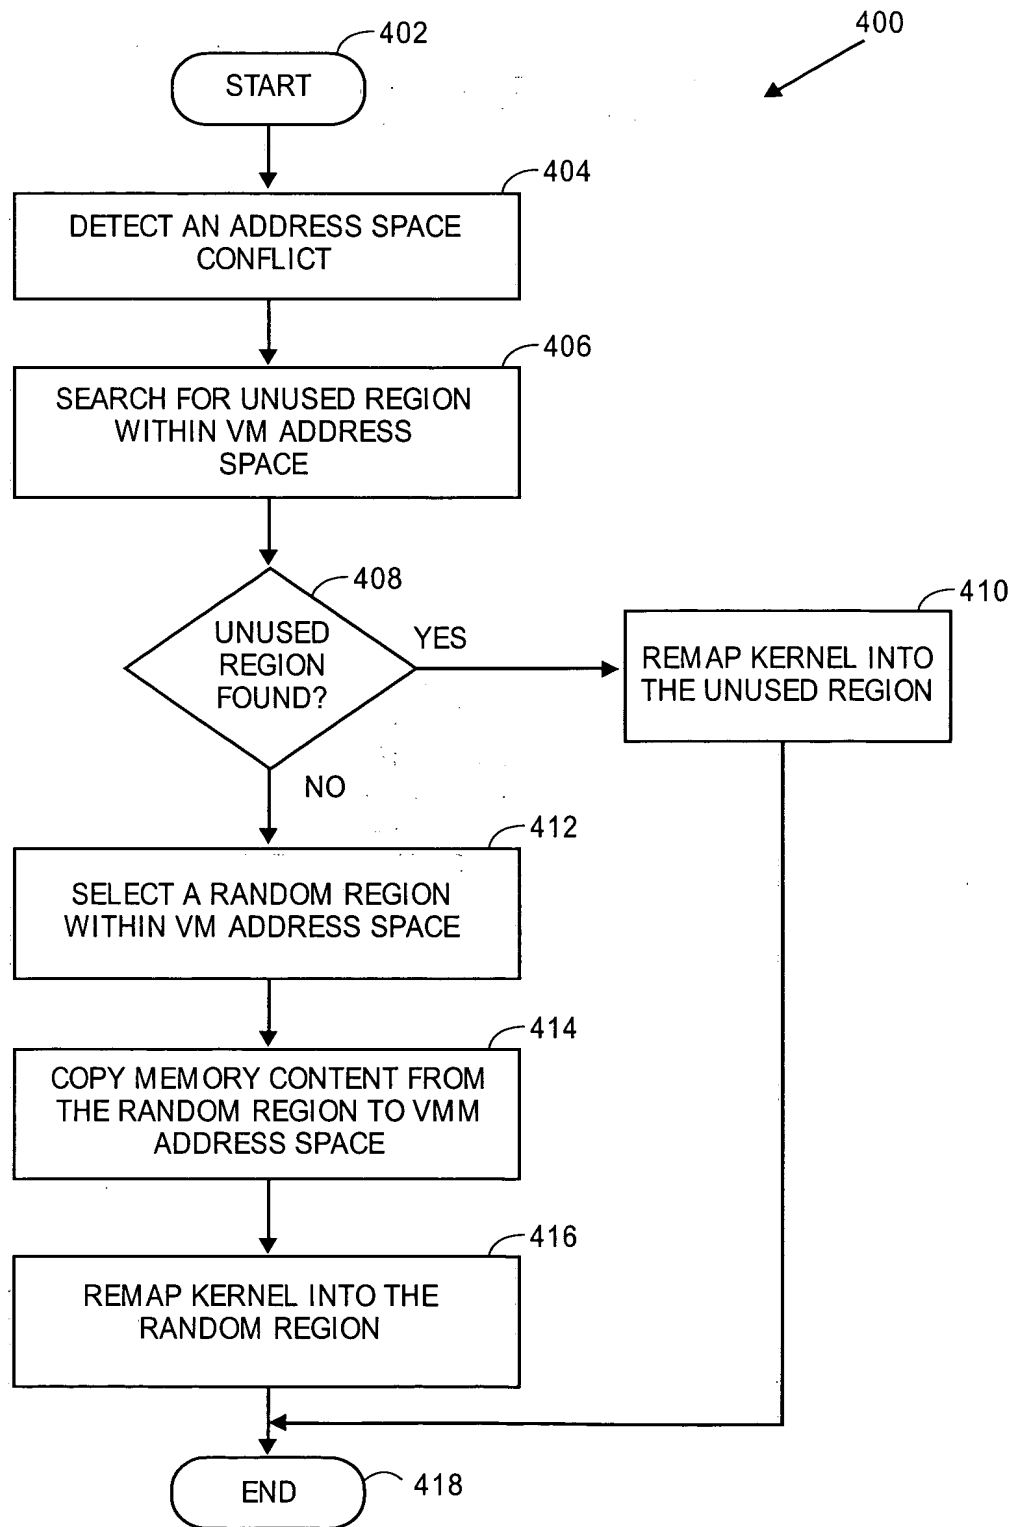 400
402
START
404
DETECT AN ADDRESS SPACE
CONFLICT
406
SEARCH FOR UNUSED REGION
WITHIN VM ADDRESS
SPACE
408
UNUSED
REGION
FOUND?
YES
410
REMAP KERNEL INTO
THE UNUSED REGION
NO
412
SELECT A RANDOM REGION
WITHIN VM ADDRESS SPACE
414
COPY MEMORY CONTENT FROM
THE RANDOM REGION TO VMM
ADDRESS SPACE
416
REMAP KERNEL INTO THE
RANDOM REGION
END
418